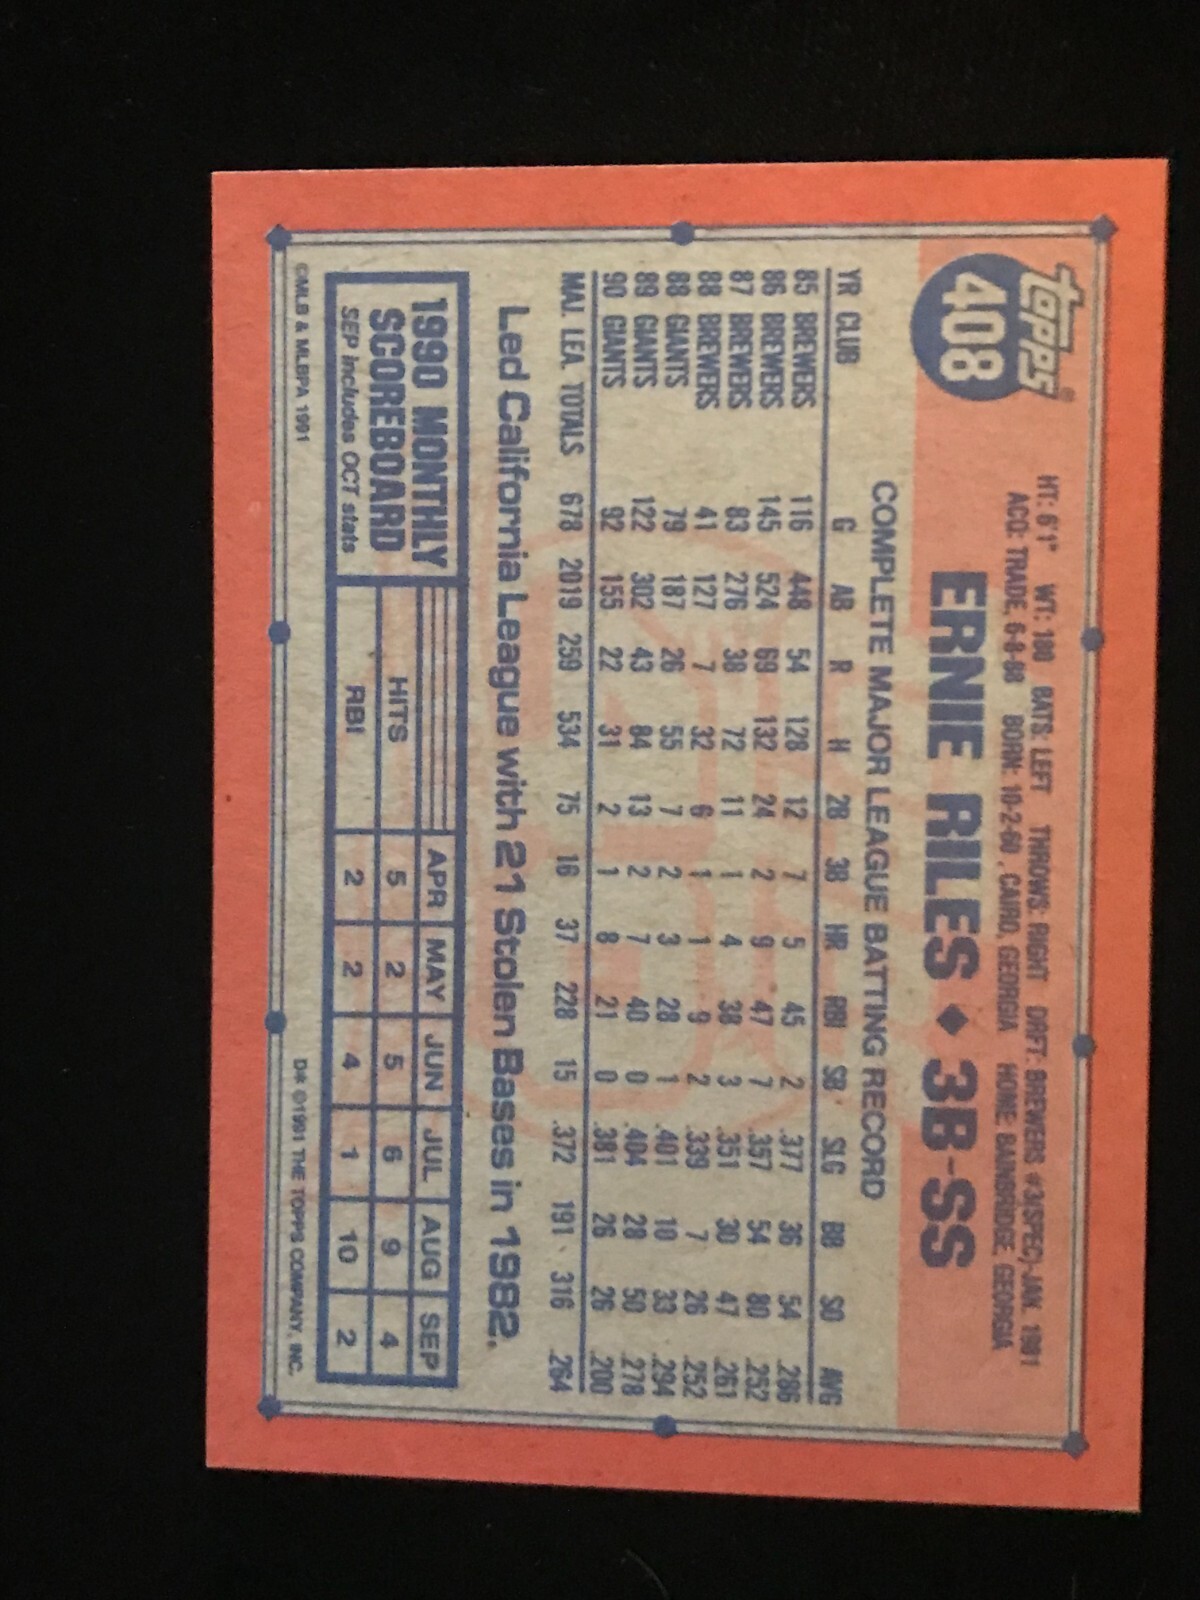 topps®
408
HT: 6'1" WT: 180 BATS: LEFT THROWS: RIGHT DRFT: BREWERS #3(SPEC)-JAN. 1981
ACQ: TRADE, 6-8-88 BORN: 10-2-60, CAIRO, GEORGIA HOME: BAINBRIDGE, GEORGIA
ERNIE RILES ◆ 3B-SS
COMPLETE MAJOR LEAGUE BATTING RECORD
YR CLUB G AB R H 2B 3B HR RBI SB SLG BB SO AVG
85 BREWERS 116 448 54 128 12 7 5 45 2 .377 36 54 .286
86 BREWERS 145 524 69 132 24 2 9 47 7 .357 54 80 .252
87 BREWERS 83 276 38 72 11 1 4 38 3 .351 30 47 .261
88 BREWERS 41 127 7 32 6 1 1 9 2 .339 7 26 .252
88 GIANTS 79 187 26 55 7 2 3 28 1 .401 10 33 .294
89 GIANTS 122 302 43 84 13 2 7 40 0 .404 28 50 .278
90 GIANTS 92 155 22 31 2 1 8 21 0 .381 26 26 .200
MAJ. LEA. TOTALS 678 2019 259 534 75 16 37 228 15 .372 191 316 .264
Led California League with 21 Stolen Bases in 1982.
1990 MONTHLY SCOREBOARD
SEP includes OCT stats
APR MAY JUN JUL AUG SEP
HITS 5 2 5 6 9 4
RBI 2 2 4 1 10 2
©MLB & MLBPA 1991
D* ©1991 THE TOPPS COMPANY, INC.